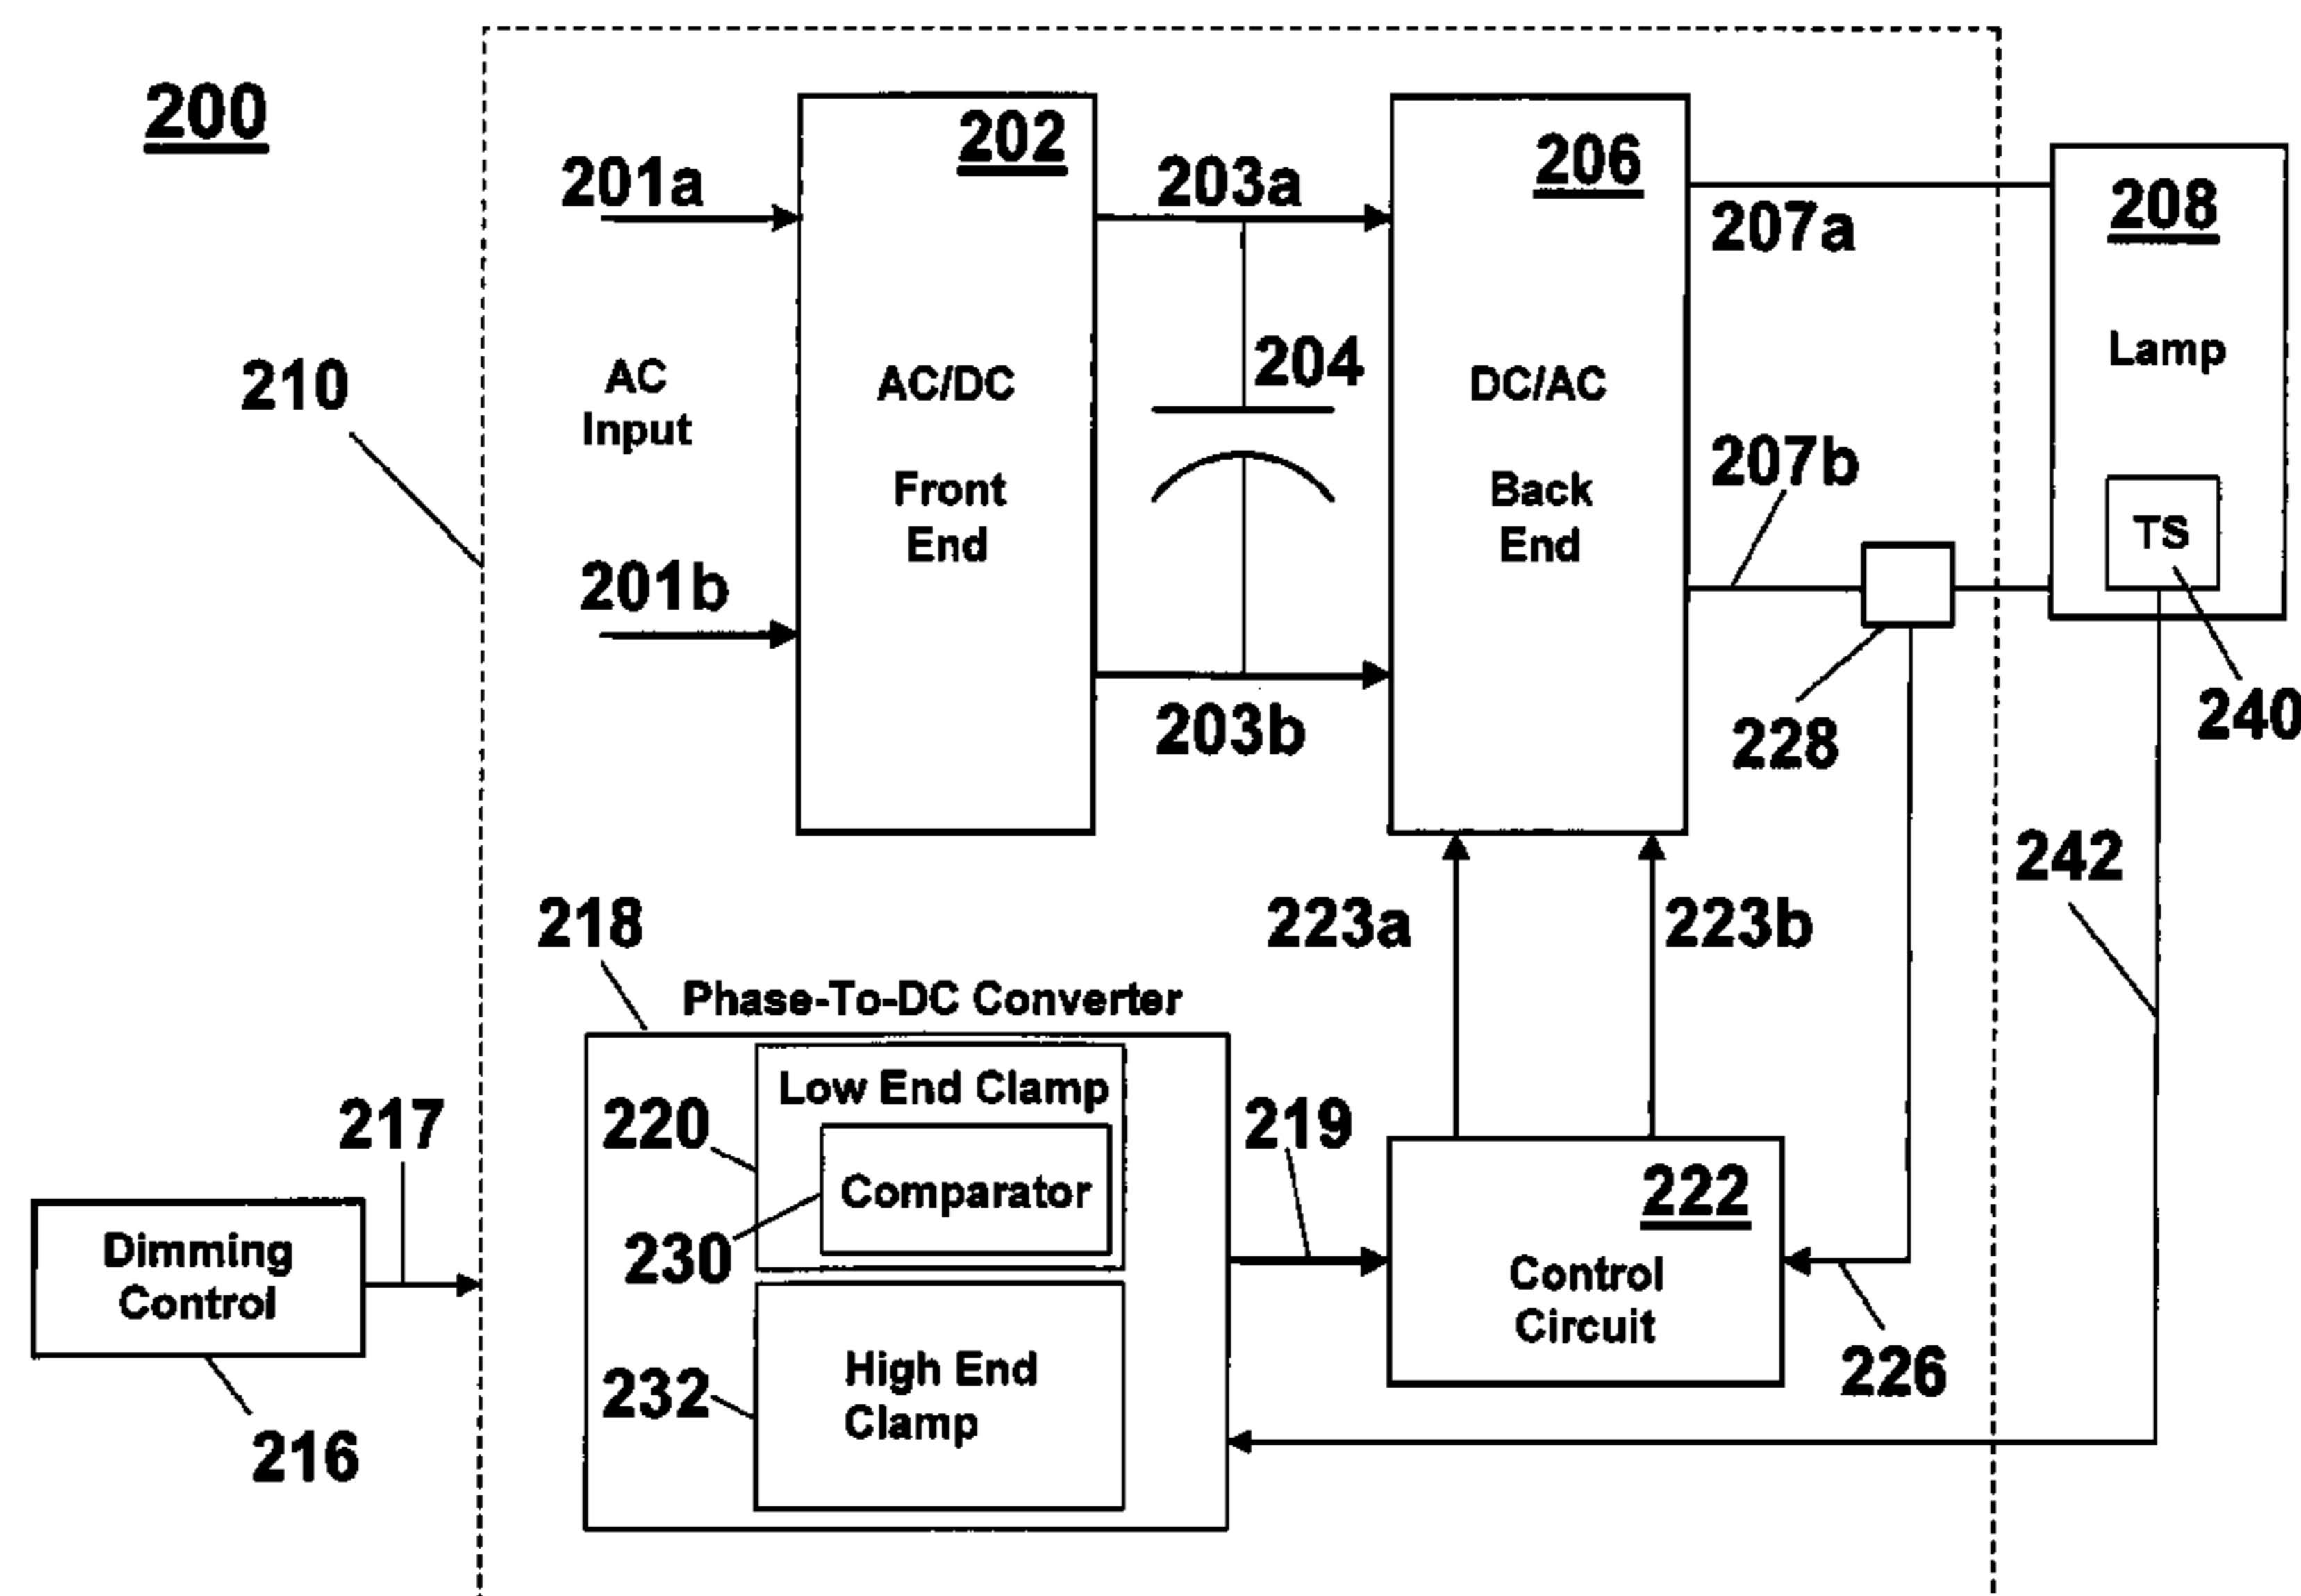 200
202
206
208
201a
203a
207a
210
AC
Input
AC/DC
Front
End
204
DC/AC
Back
End
Lamp
207b
TS
201b
203b
228
240
242
218
223a
223b
Phase-To-DC Converter
Low End Clamp
220
Comparator
230
217
219
222
Control
Circuit
Dimming
Control
High End
Clamp
232
226
216